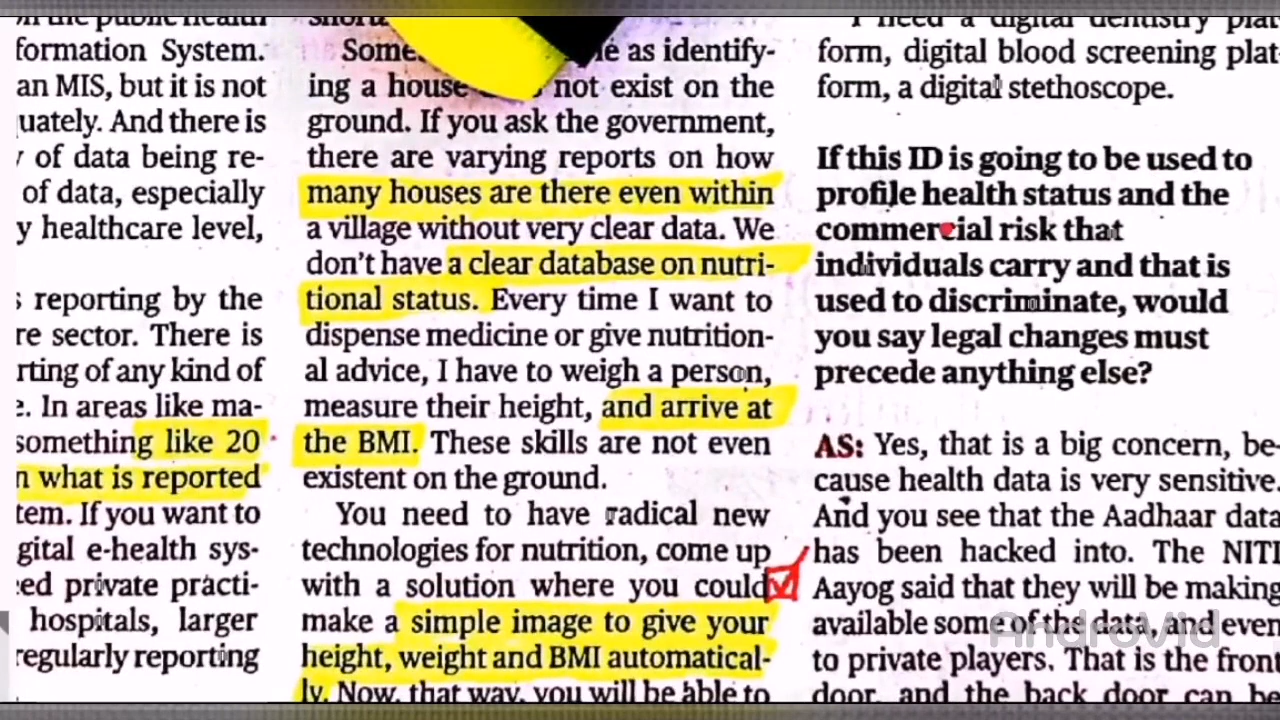 in the public health
formation System.
an MIS, but it is not
uately. And there is
of data being re-
of data, especially
y healthcare level,
s reporting by the
re sector. There is
rting of any kind of
e. In areas like ma-
something like 20
n what is reported
tem. If you want to
gital e-health sys-
ed private practi-
hospitals, larger
regularly reporting
Some as identify-
ing a house not exist on the
ground. If you ask the government,
there are varying reports on how
many houses are there even within
a village without very clear data. We
don't have a clear database on nutri-
tional status. Every time I want to
dispense medicine or give nutrition-
al advice, I have to weigh a person,
measure their height, and arrive at
the BMI. These skills are not even
existent on the ground.
You need to have radical new
technologies for nutrition, come up
with a solution where you could
make a simple image to give your
height, weight and BMI automatical-
ly. Now, that way, you will be able to
I need a digital dentistry plat-
form, digital blood screening plat-
form, a digital stethoscope.
If this ID is going to be used to
profile health status and the
commercial risk that
individuals carry and that is
used to discriminate, would
you say legal changes must
precede anything else?
AS: Yes, that is a big concern, be-
cause health data is very sensitive.
And you see that the Aadhaar data
has been hacked into. The NITI
Aayog said that they will be making
available some of the data, and even
to private players. That is the front
door, and the back door can be
AndroVid